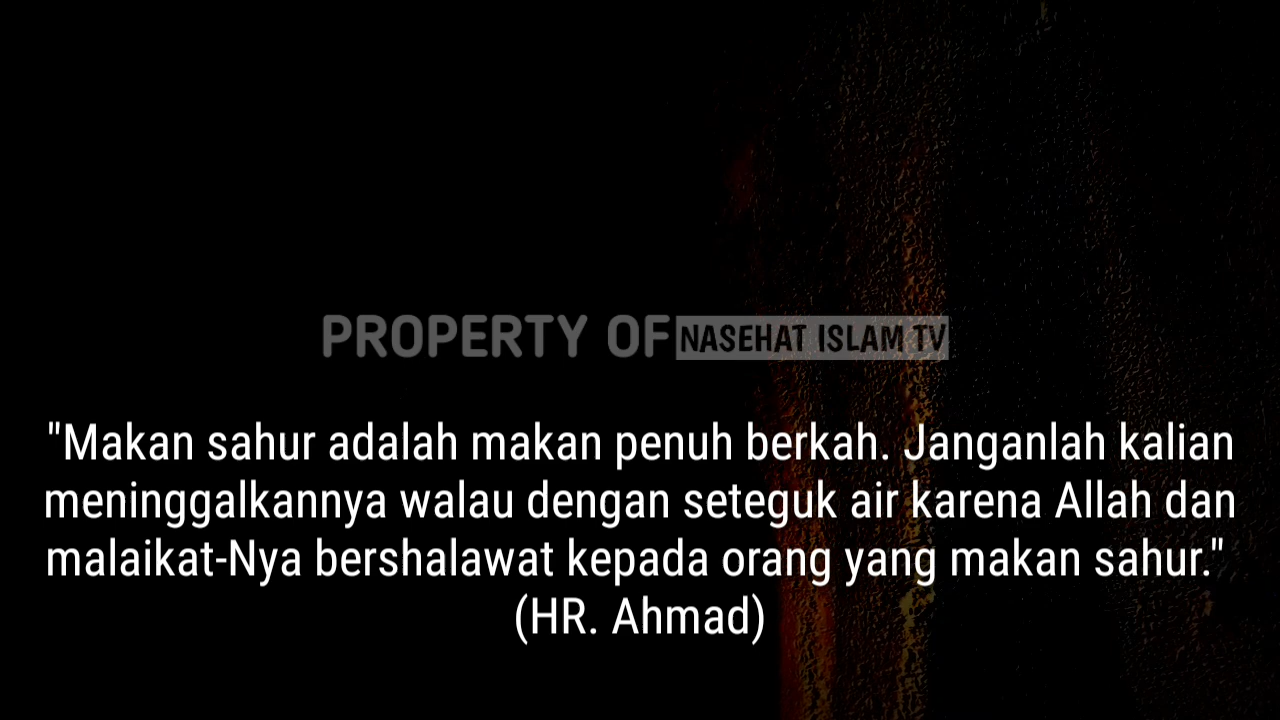 PROPERTY OF NASEHAT ISLAM TV
"Makan sahur adalah makan penuh berkah. Janganlah kalian
meninggalkannya walau dengan seteguk air karena Allah dan
malaikat-Nya bershalawat kepada orang yang makan sahur."
(HR. Ahmad)